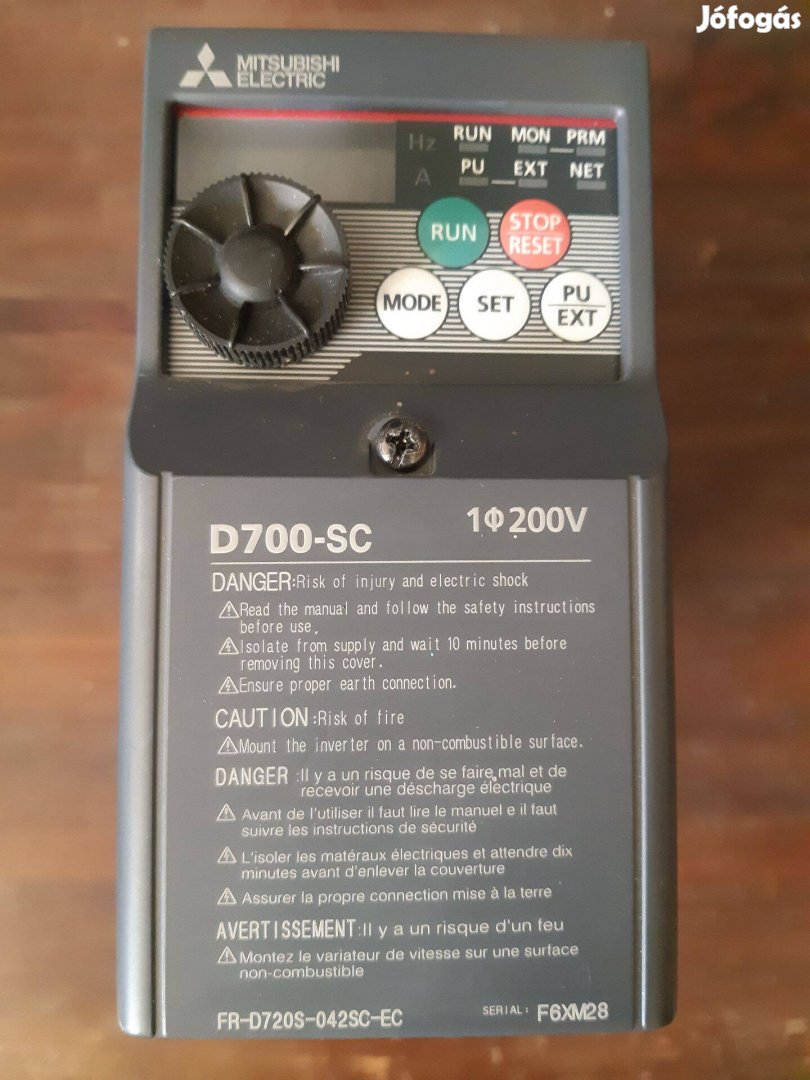 Jófogás
MITSUBISHI
ELECTRIC
Hz RUN MON PRM
A PU EXT NET
RUN
STOP
RESET
MODE
SET
PU
EXT
D700-SC 1Φ200V
DANGER:Risk of injury and electric shock
Read the manual and follow the safety instructions
before use.
Isolate from supply and wait 10 minutes before
removing this cover.
Ensure proper earth connection.
CAUTION:Risk of fire
Mount the inverter on a non-combustible surface.
DANGER :Il y a un risque de se faire mal et de
recevoir une déscharge électrique
Avant de l'utiliser il faut lire le manuel e il faut
suivre les instructions de sécurité
L'isoler les matéraux électriques et attendre dix
minutes avant d'enlever la couverture
Assurer la propre connection mise à la terre
AVERTISSEMENT:Il y a un risque d'un feu
Montez le variateur de vitesse sur une surface
non-combustible
FR-D720S-042SC-EC SERIAL: F6XM28